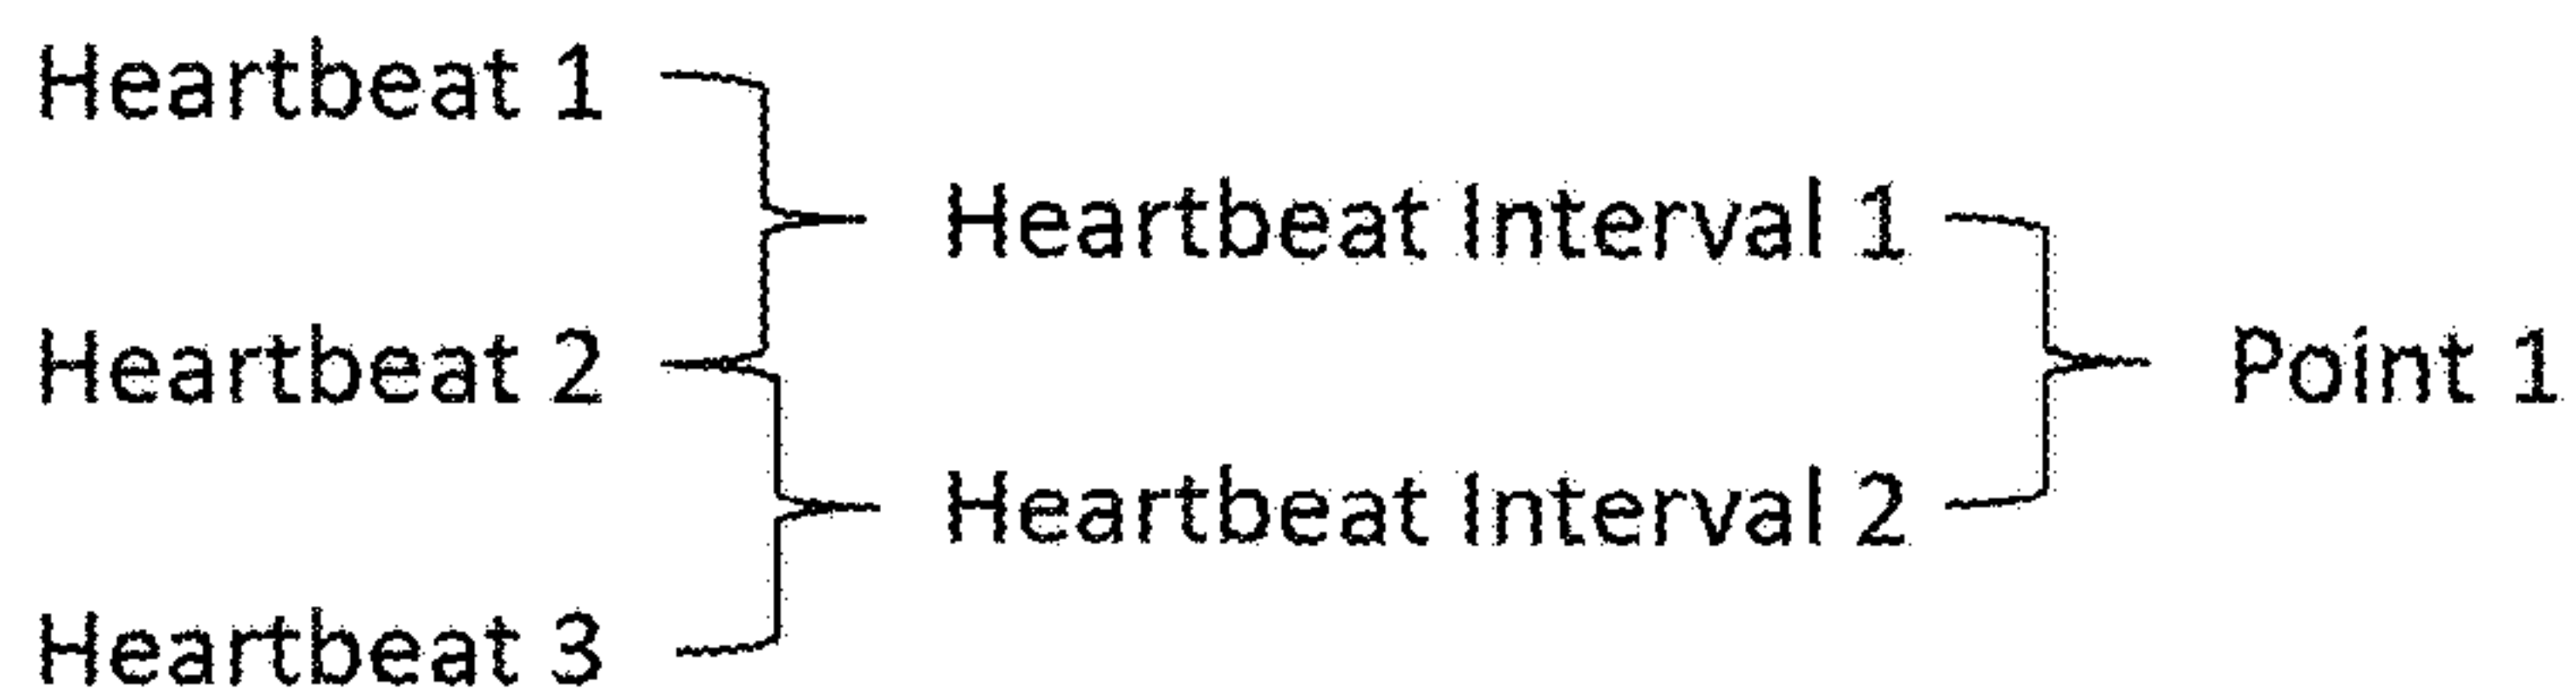 Heartbeat 1
Heartbeat Interval 1
Heartbeat 2
Point 1
Heartbeat Interval 2
Heartbeat 3